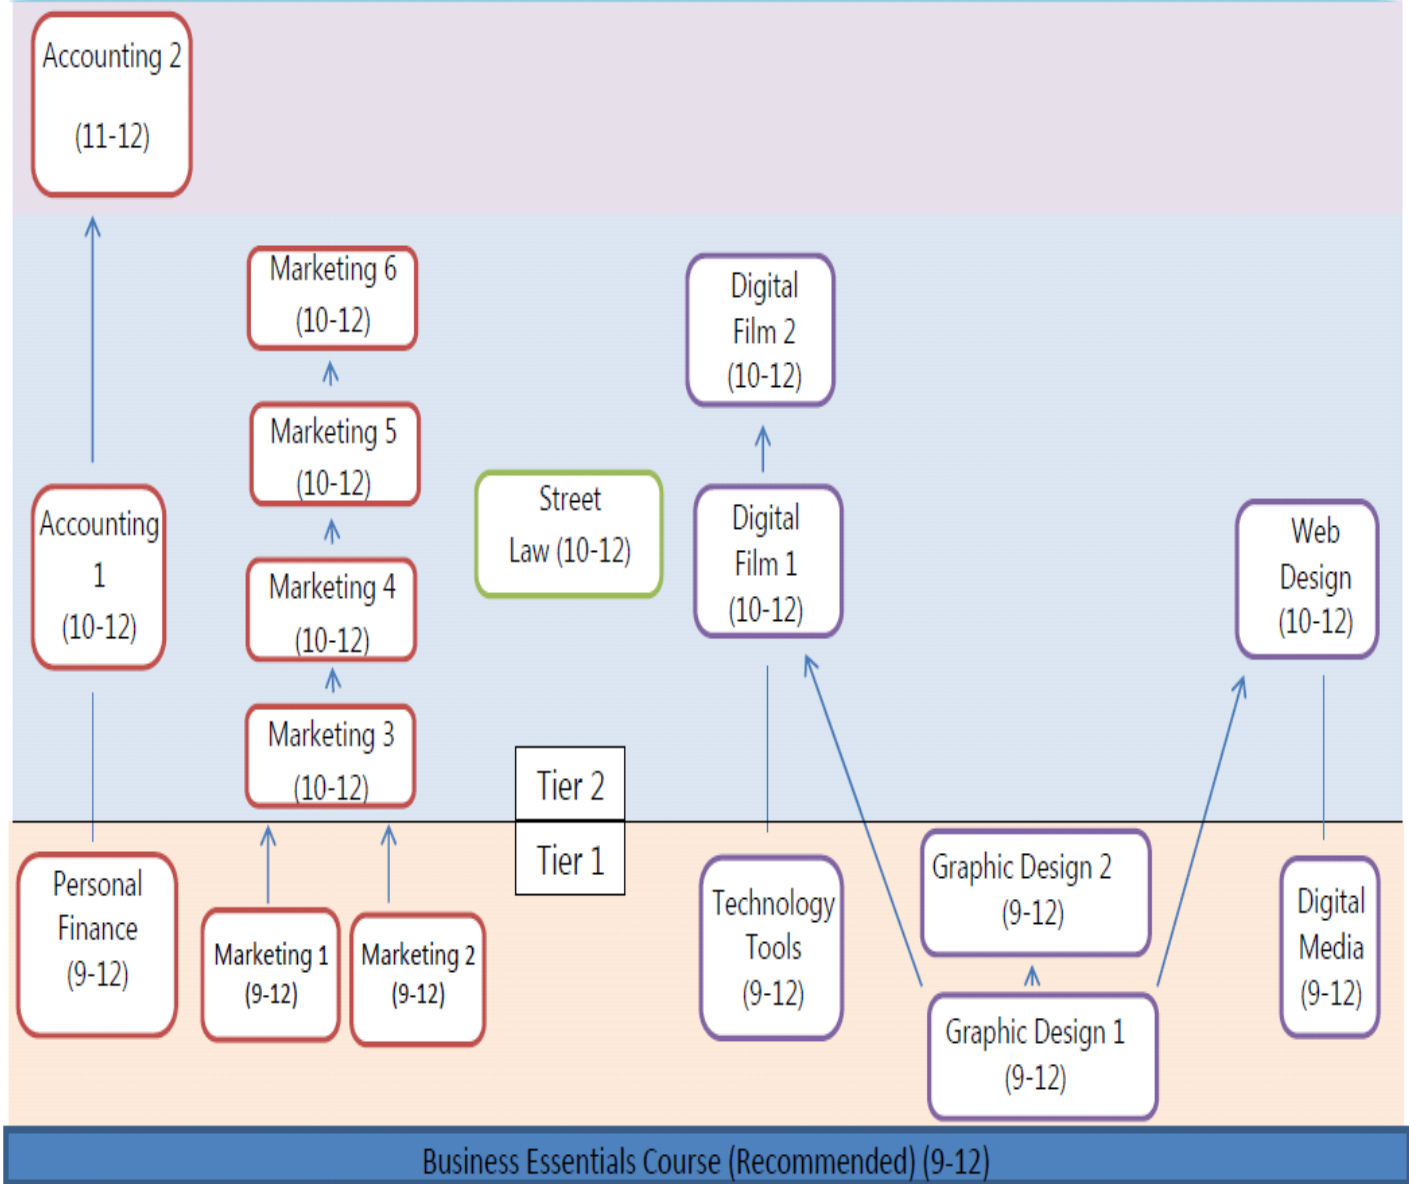 Accounting 2
(11-12)
Marketing 6
(10-12)
Digital
Film 2
(10-12)
Marketing 5
(10-12)
Accounting
1
(10-12)
Street
Law (10-12)
Digital
Film 1
(10-12)
Web
Design
(10-12)
Marketing 4
(10-12)
Marketing 3
(10-12)
Tier 2
Tier 1
Personal
Finance
(9-12)
Marketing 1
(9-12)
Marketing 2
(9-12)
Technology
Tools
(9-12)
Graphic Design 2
(9-12)
Digital
Media
(9-12)
Graphic Design 1
(9-12)
Business Essentials Course (Recommended) (9-12)